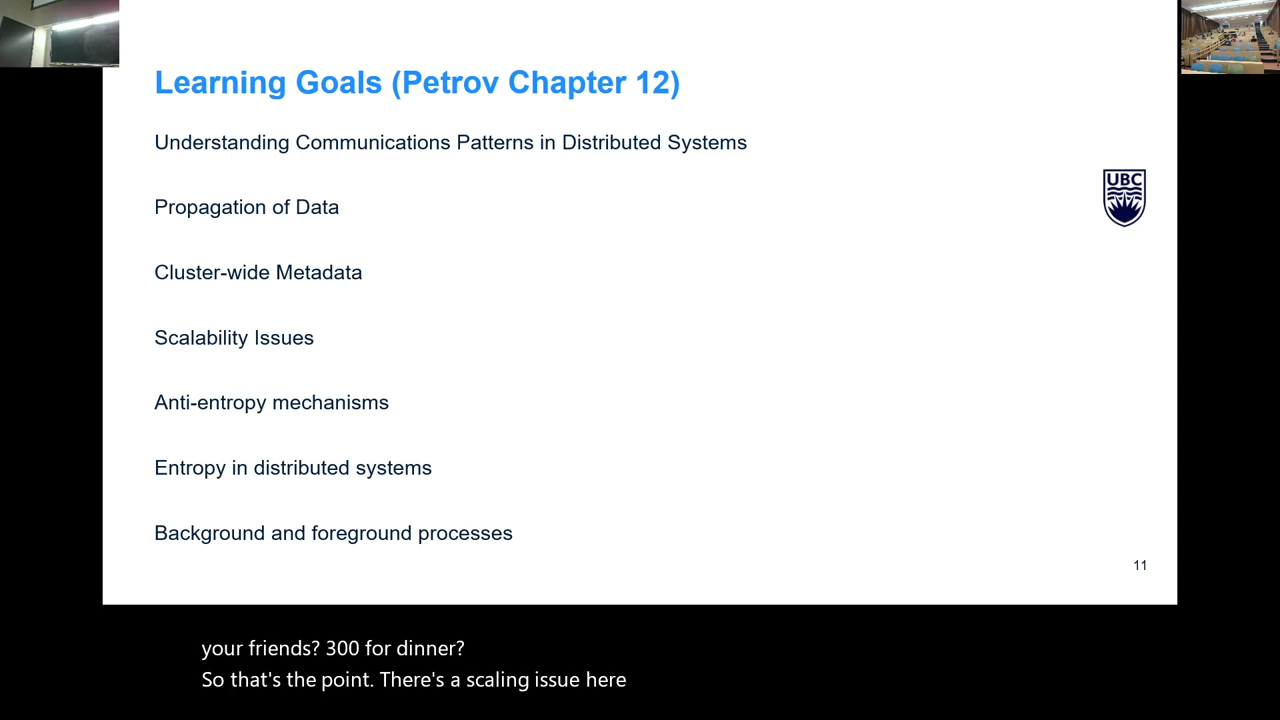 Learning Goals (Petrov Chapter 12)
Understanding Communications Patterns in Distributed Systems
UBC
Propagation of Data
Cluster-wide Metadata
Scalability Issues
Anti-entropy mechanisms
Entropy in distributed systems
Background and foreground processes
11
your friends? 300 for dinner?
So that's the point. There's a scaling issue here